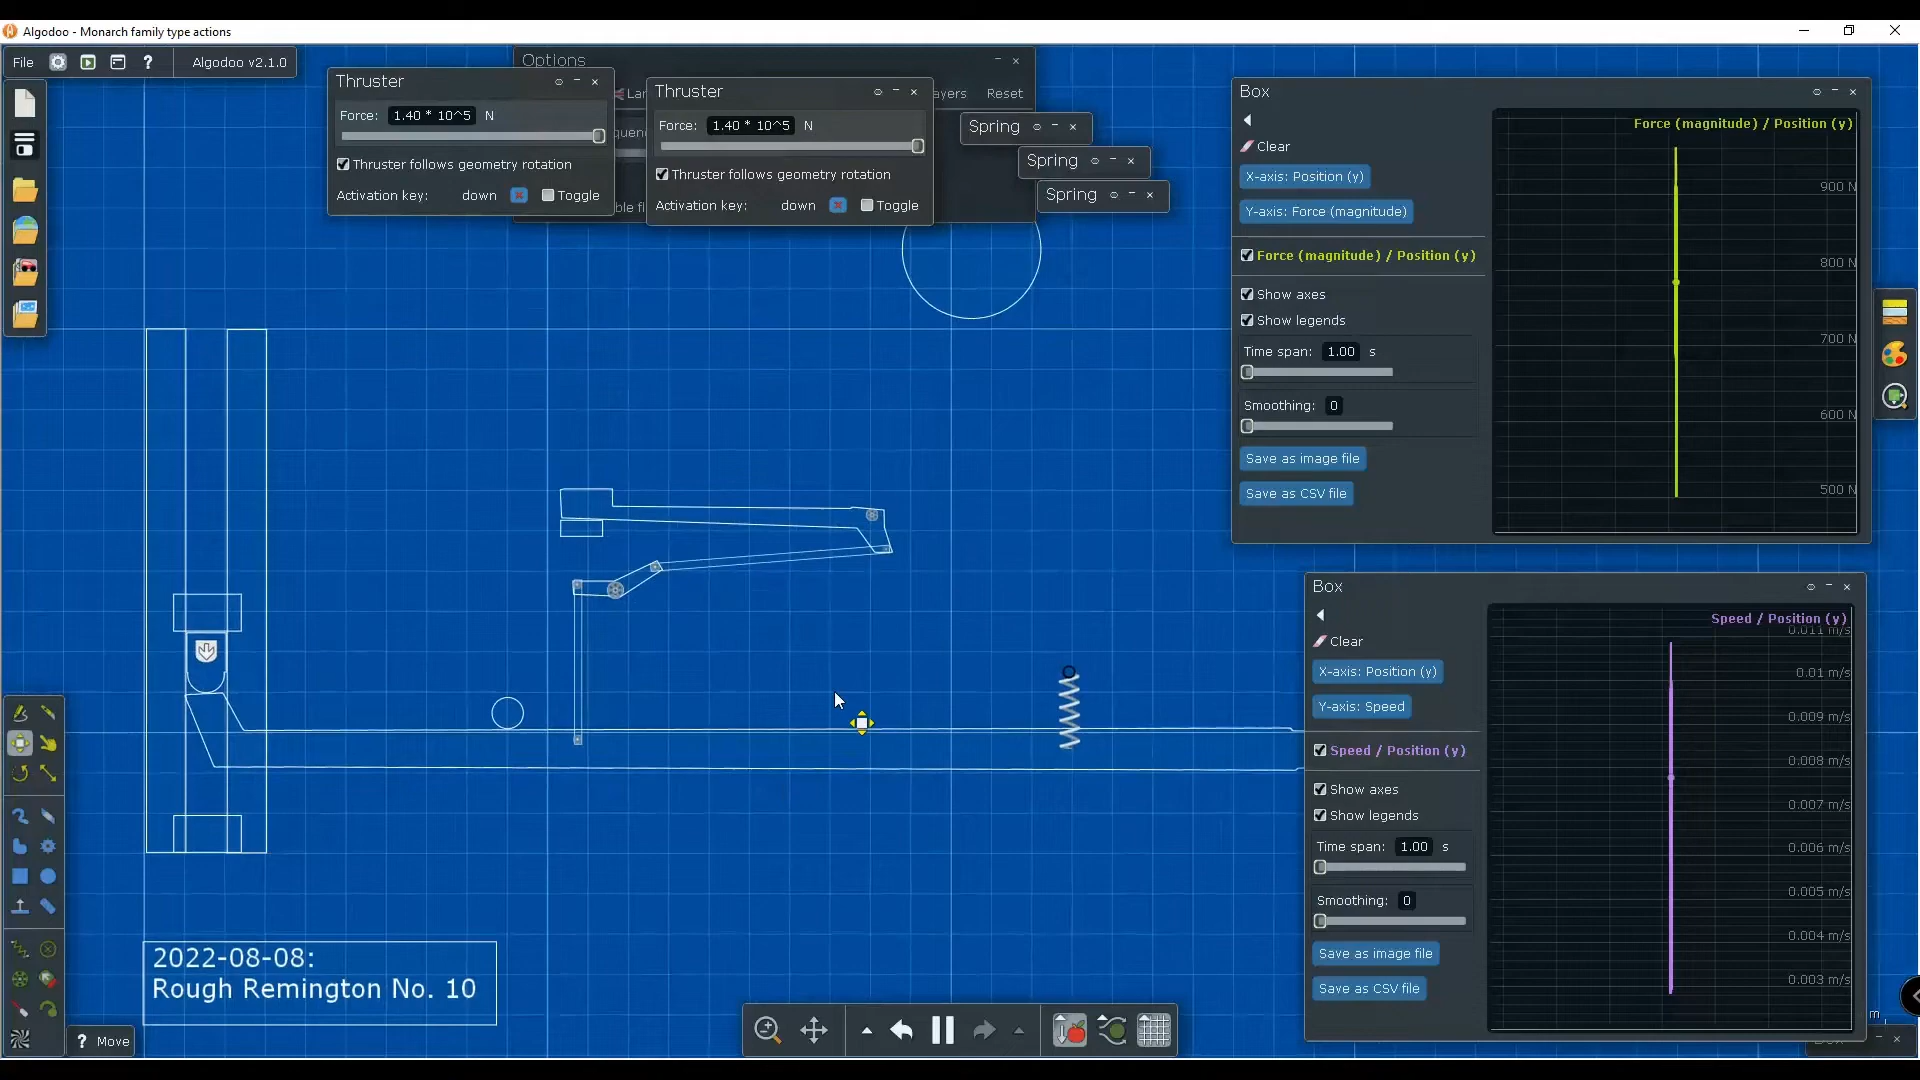 Algodoo - Monarch family type actions
File
?
Algodoo v2.1.0
Options
Reset
Thruster
Force: 1.40 * 10^5 N
Thruster follows geometry rotation
Activation key: down Toggle
Thruster
Force: 1.40 * 10^5 N
Thruster follows geometry rotation
Activation key: down Toggle
Spring
Spring
Spring
Box
Clear
X-axis: Position (y)
Y-axis: Force (magnitude)
Force (magnitude) / Position (y)
Show axes
Show legends
Time span: 1.00 s
Smoothing: 0
Save as image file
Save as CSV file
Force (magnitude) / Position (y)
900 N
800 N
700 N
600 N
500 N
Box
Clear
X-axis: Position (y)
Y-axis: Speed
Speed / Position (y)
Show axes
Show legends
Time span: 1.00 s
Smoothing: 0
Save as image file
Save as CSV file
Speed / Position (y)
0.011 m/s
0.01 m/s
0.009 m/s
0.008 m/s
0.007 m/s
0.006 m/s
0.005 m/s
0.004 m/s
0.003 m/s
m
2022-08-08:
Rough Remington No. 10
? Move